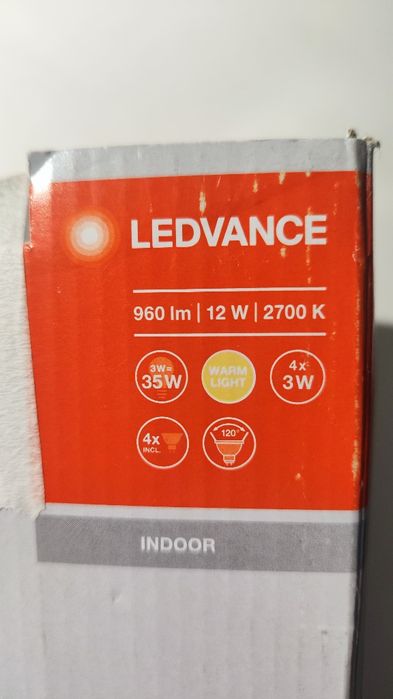 LEDVANCE
960 lm | 12 W | 2700 K
3W=
35W
WARM
LIGHT
4x
3W
4x
INCL.
120°
INDOOR